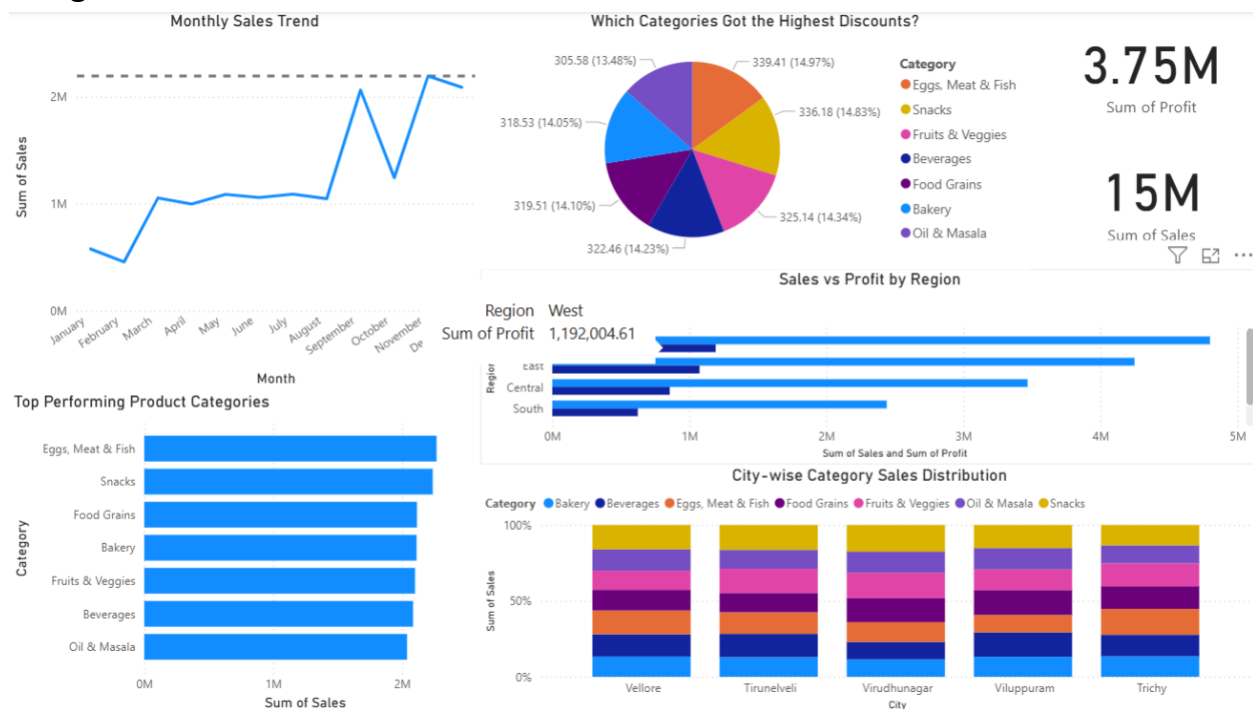 Monthly Sales Trend
2M
1M
0M
Sum of Sales
January
February
March
April
May
June
July
August
September
October
November
De
Month
Which Categories Got the Highest Discounts?
305.58 (13.48%)
339.41 (14.97%)
318.53 (14.05%)
336.18 (14.83%)
319.51 (14.10%)
325.14 (14.34%)
322.46 (14.23%)
Category
Eggs, Meat & Fish
Snacks
Fruits & Veggies
Beverages
Food Grains
Bakery
Oil & Masala
3.75M
Sum of Profit
15M
Sum of Sales
Sales vs Profit by Region
Region West
Sum of Profit 1,192,004.61
Region
East
Central
South
0M 1M 2M 3M 4M 5M
Sum of Sales and Sum of Profit
Top Performing Product Categories
Category
Eggs, Meat & Fish
Snacks
Food Grains
Bakery
Fruits & Veggies
Beverages
Oil & Masala
0M 1M 2M
Sum of Sales
City-wise Category Sales Distribution
Category Bakery Beverages Eggs, Meat & Fish Food Grains Fruits & Veggies Oil & Masala Snacks
100%
50%
0%
Sum of Sales
Vellore Tirunelveli Virudhunagar Viluppuram Trichy
City